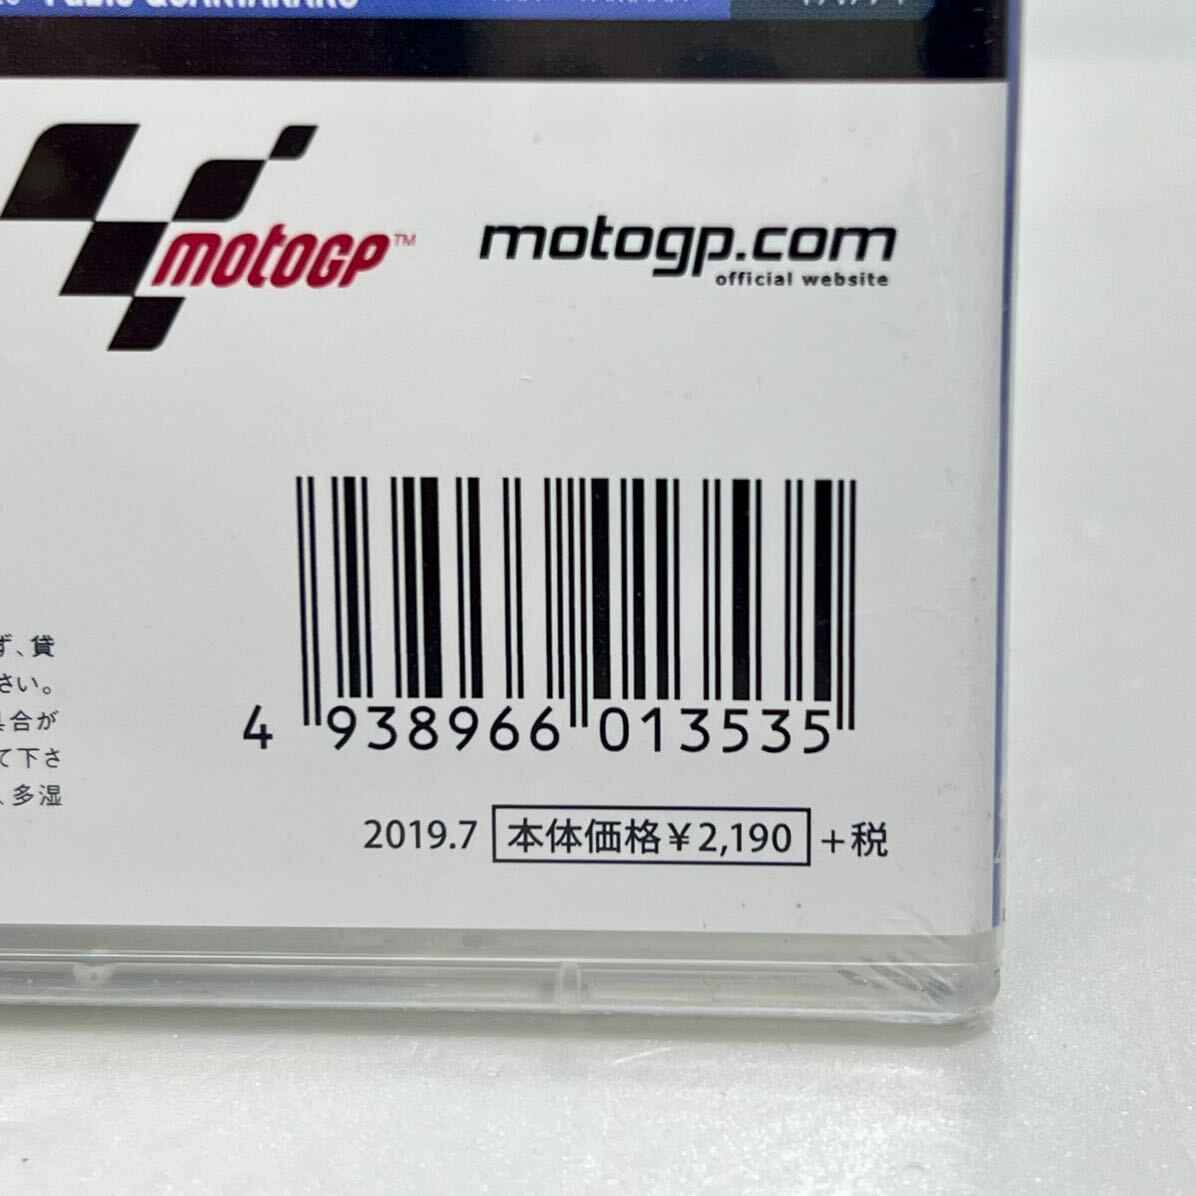 motoGP™
motogp.com
official website
ず、貸
さい。
合が
て下さ
、多湿
4 938966 013535
2019.7 本体価格￥2,190 +税